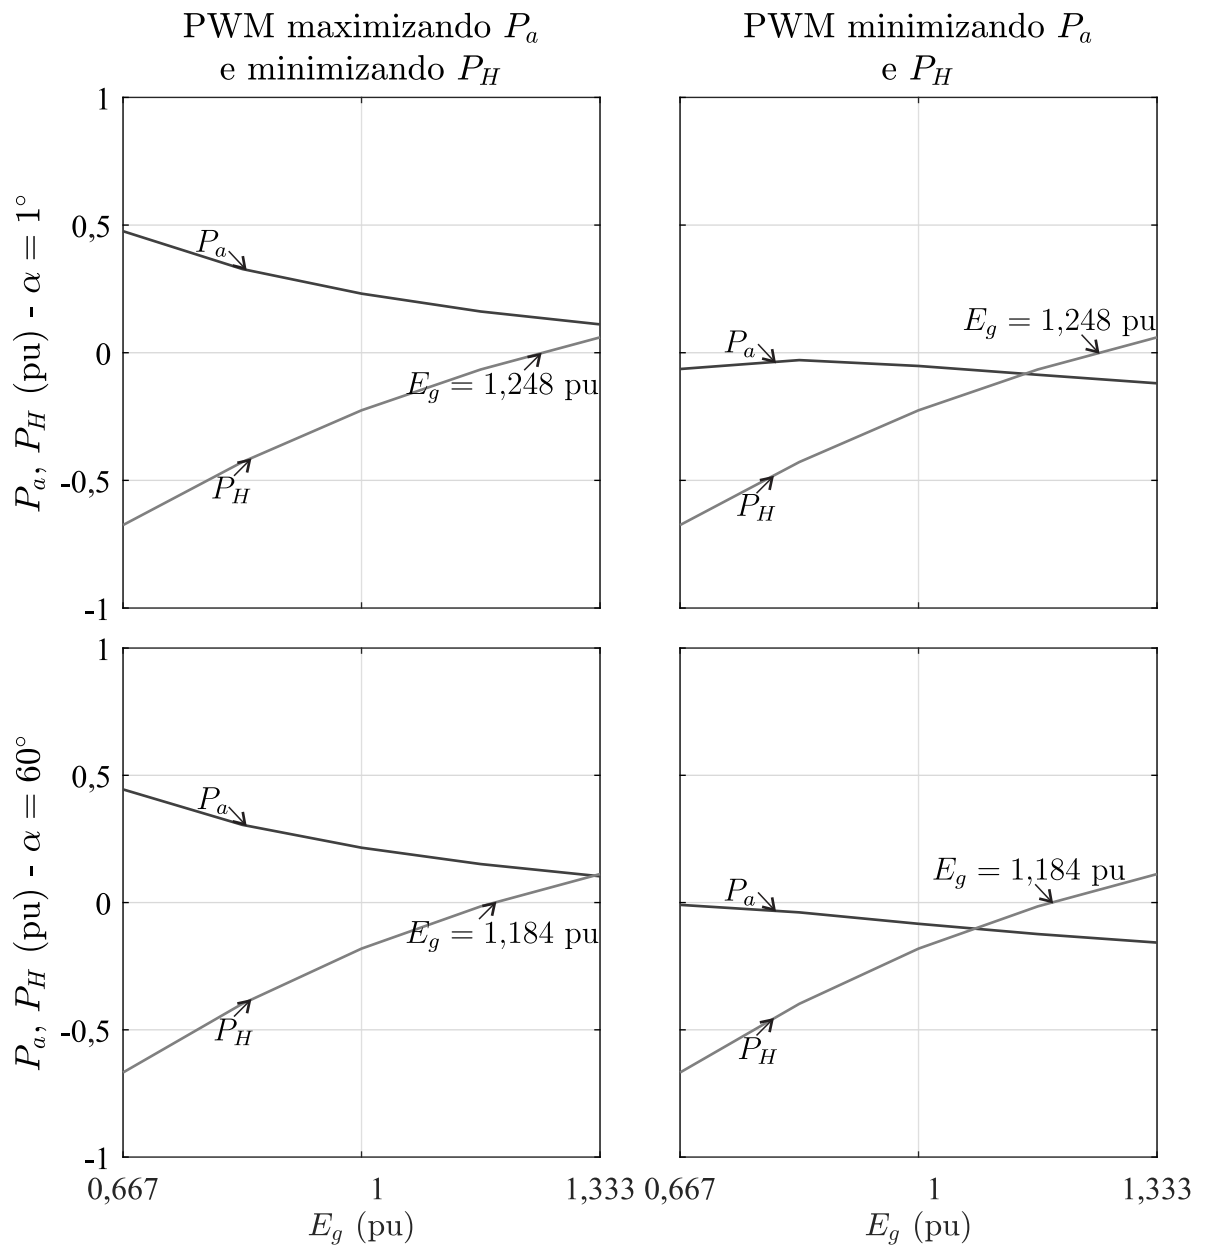 PWM maximizando P_a
e minimizando P_H
PWM minimizando P_a
e P_H
P_a, P_H (pu) - α = 1°
1
0,5
0
-0,5
-1
P_a
E_g = 1,248 pu
P_H
E_g = 1,248 pu
P_a
P_H
P_a, P_H (pu) - α = 60°
1
0,5
0
-0,5
-1
P_a
E_g = 1,184 pu
P_H
E_g = 1,184 pu
P_a
P_H
0,667 1 1,333
0,667 1 1,333
E_g (pu)
E_g (pu)